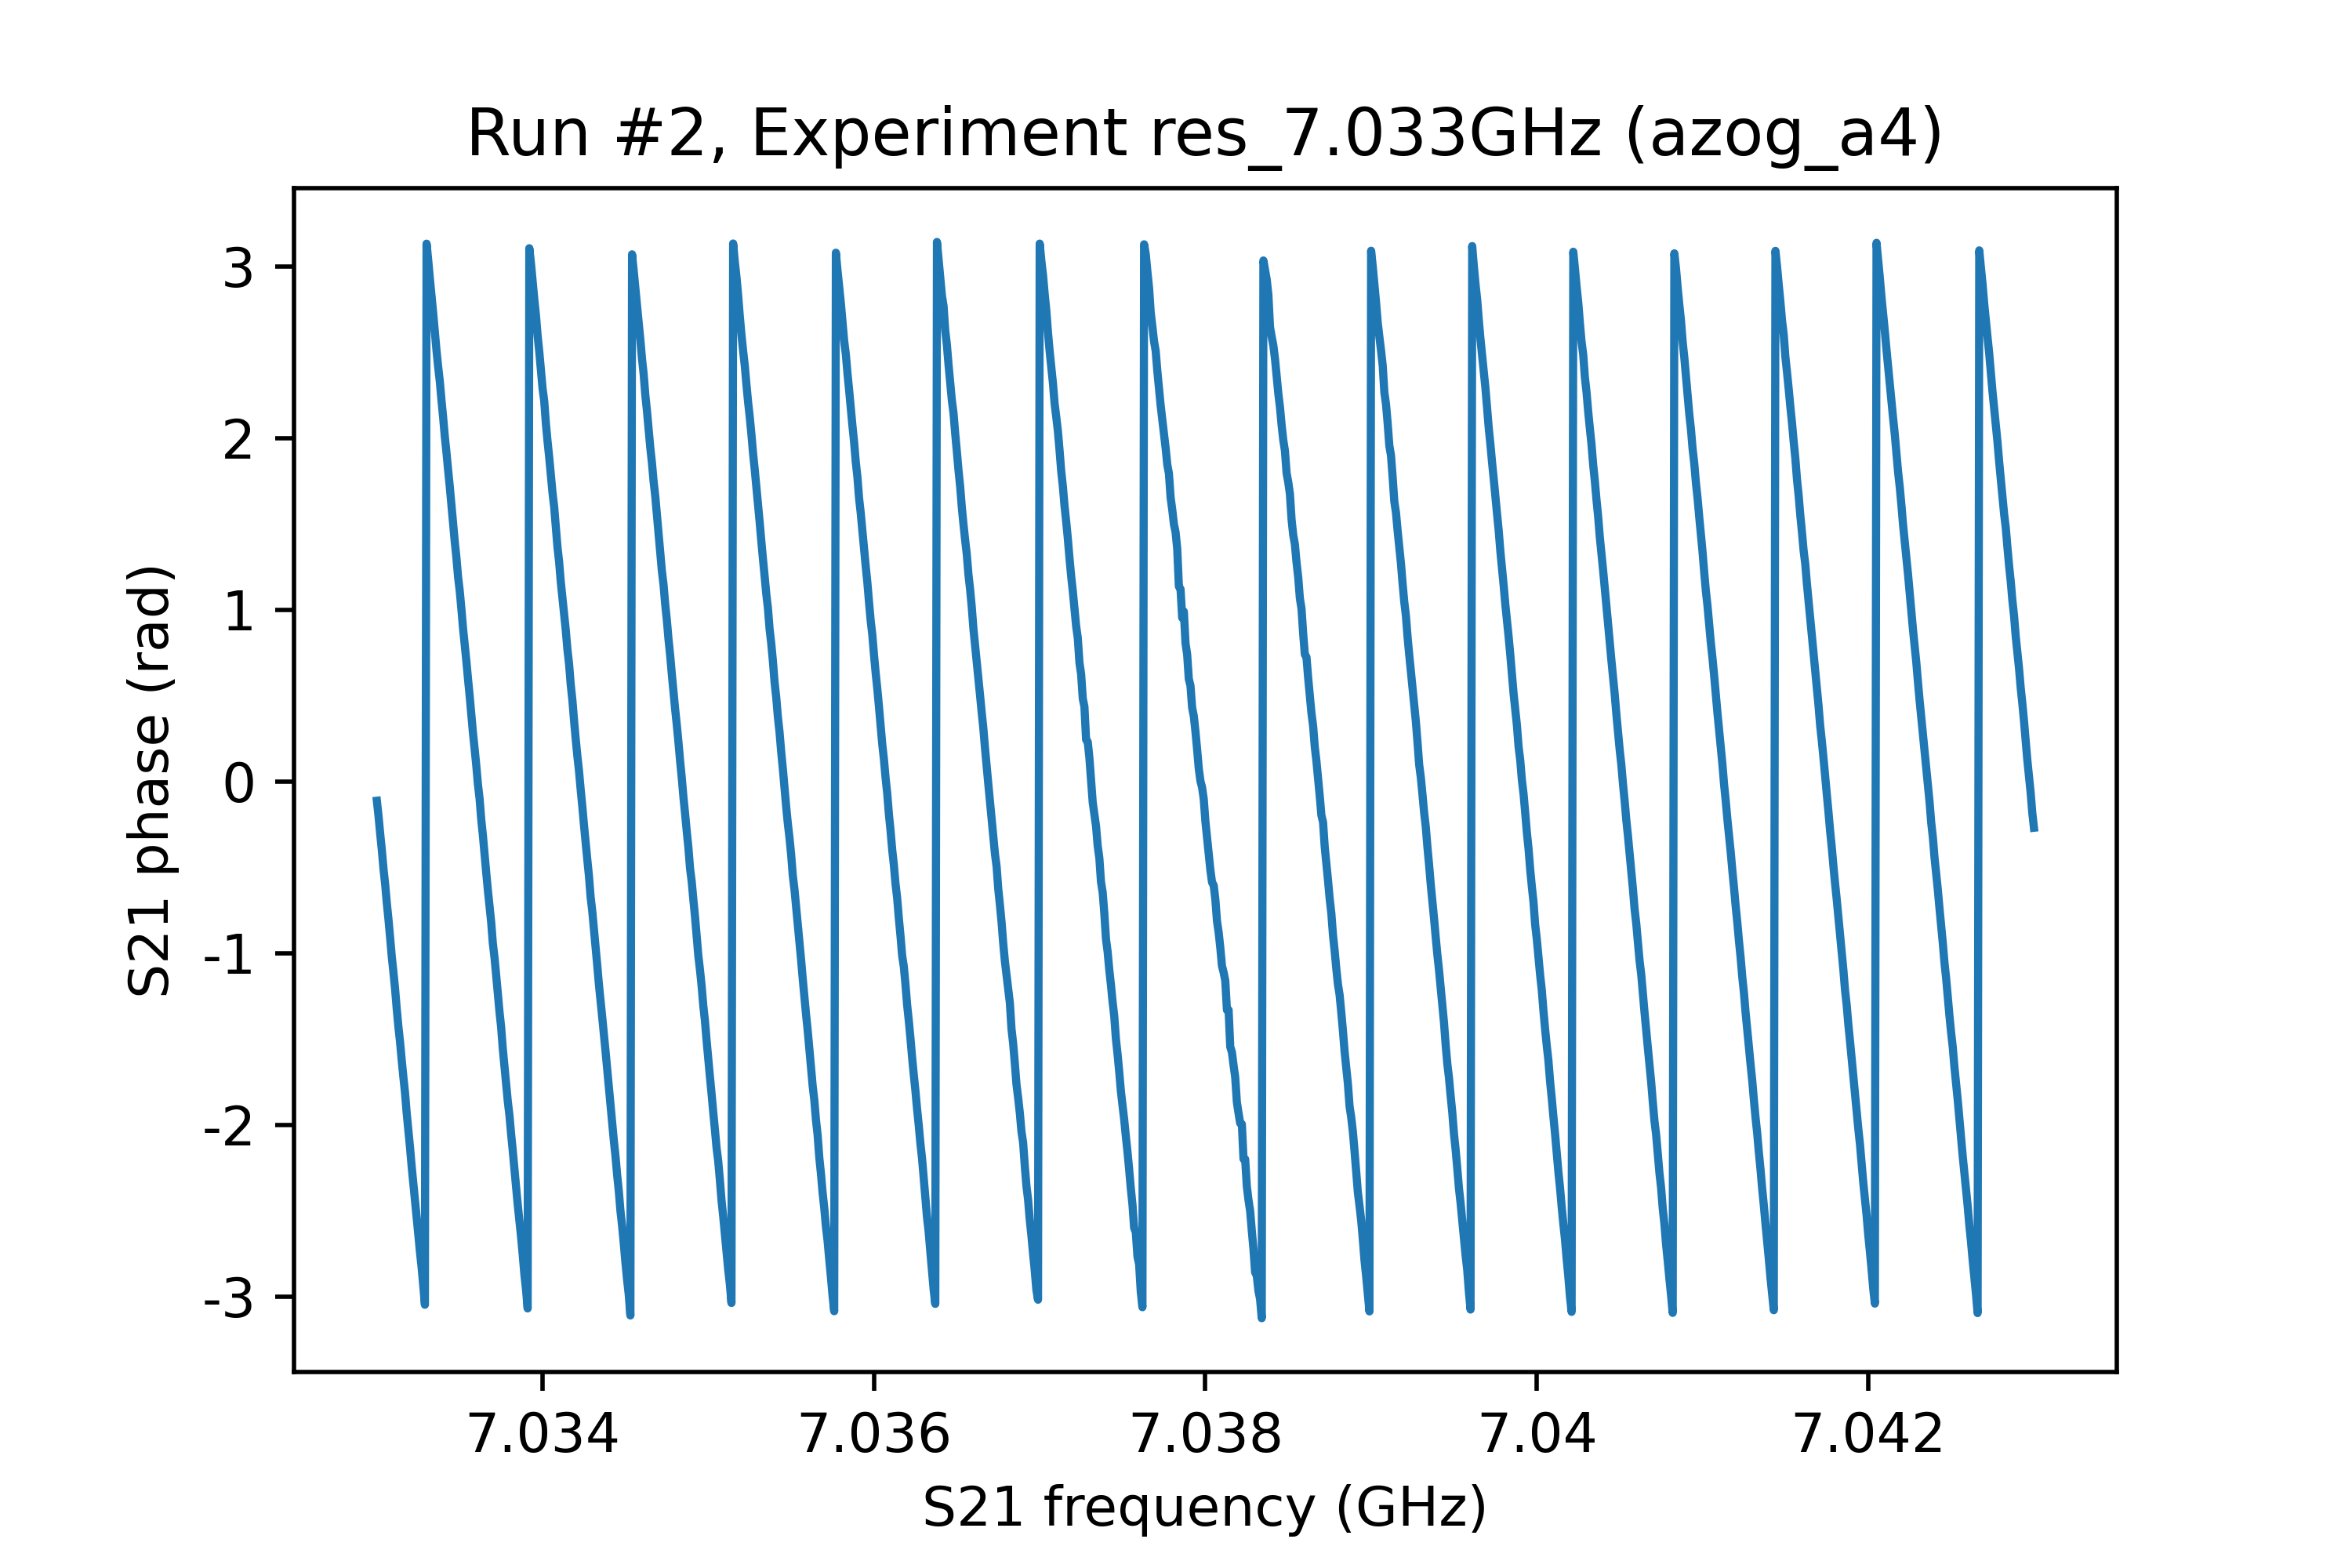 Run #2, Experiment res_7.033GHz (azog_a4)
S21 phase (rad)
3
2
1
0
-1
-2
-3
7.034 7.036 7.038 7.04 7.042
S21 frequency (GHz)